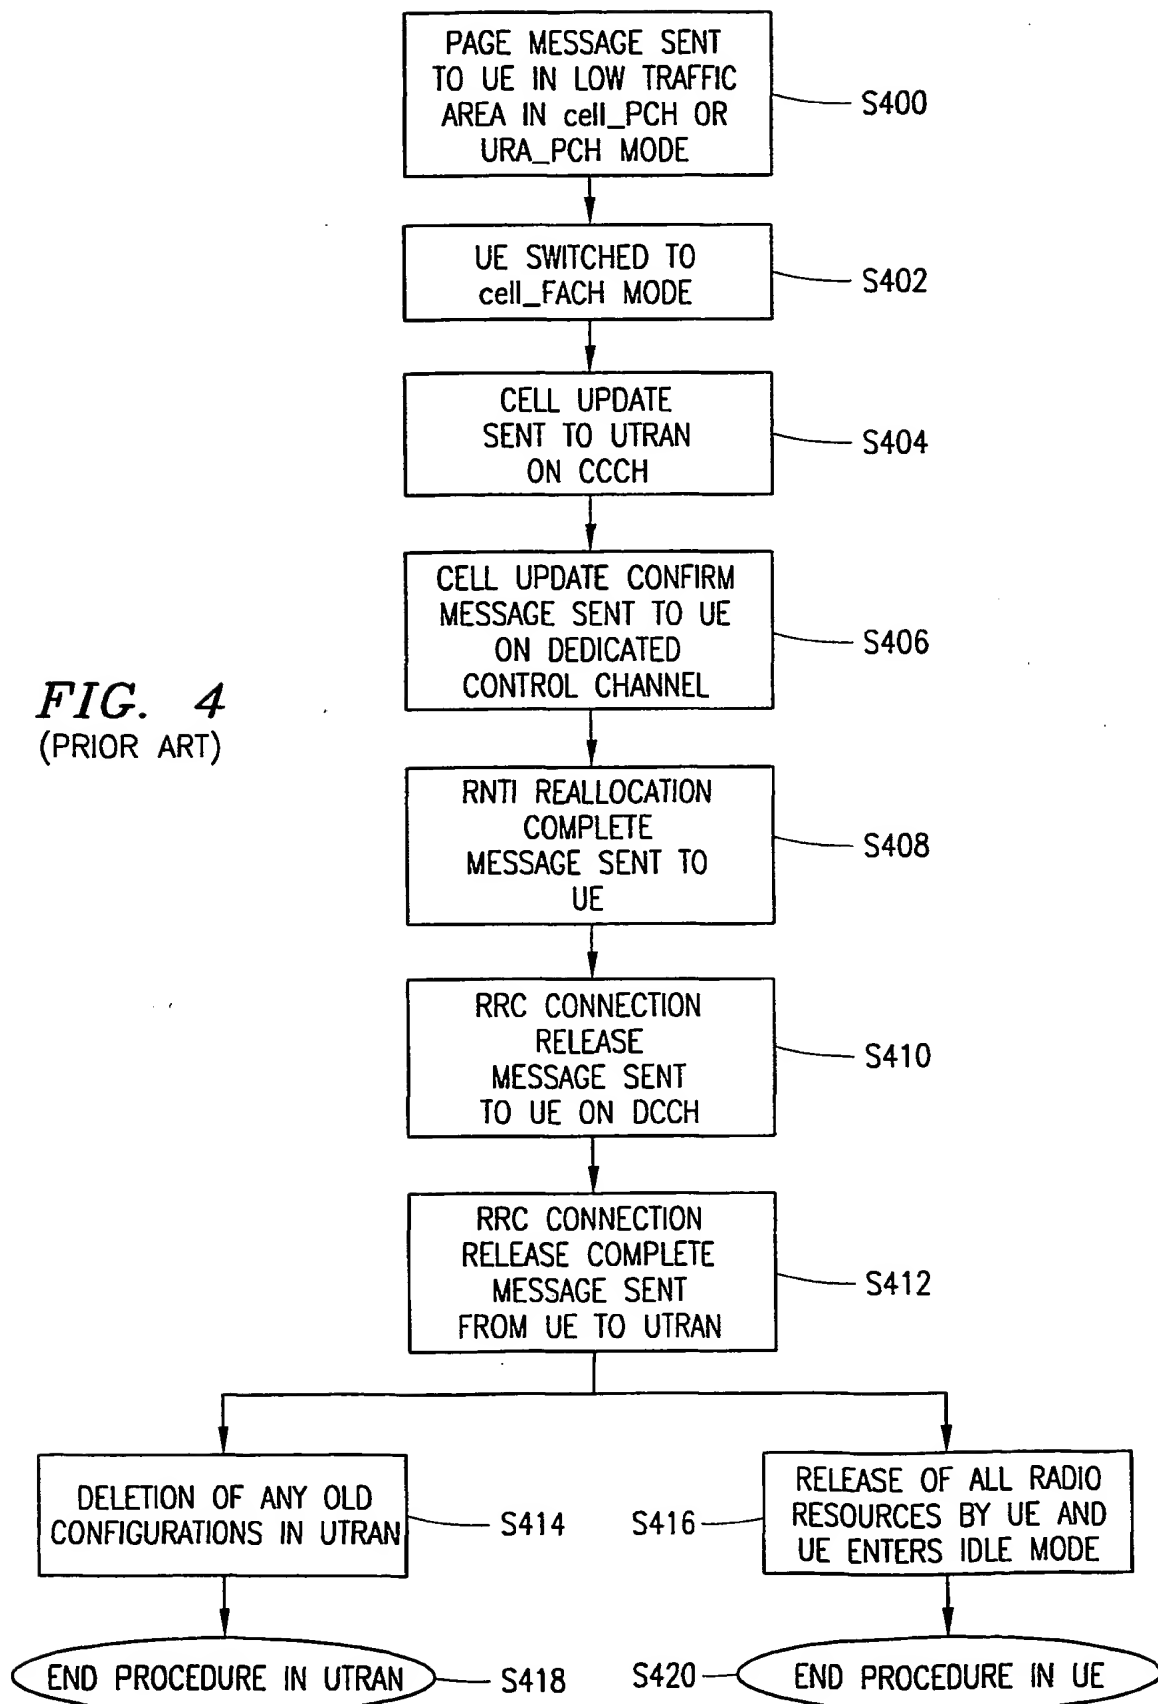 PAGE MESSAGE SENT
TO UE IN LOW TRAFFIC
AREA IN cell_PCH OR
URA_PCH MODE
S400
UE SWITCHED TO
cell_FACH MODE
S402
CELL UPDATE
SENT TO UTRAN
ON CCCH
S404
CELL UPDATE CONFIRM
MESSAGE SENT TO UE
ON DEDICATED
CONTROL CHANNEL
S406
FIG. 4
(PRIOR ART)
RNTI REALLOCATION
COMPLETE
MESSAGE SENT TO
UE
S408
RRC CONNECTION
RELEASE
MESSAGE SENT
TO UE ON DCCH
S410
RRC CONNECTION
RELEASE COMPLETE
MESSAGE SENT
FROM UE TO UTRAN
S412
DELETION OF ANY OLD
CONFIGURATIONS IN UTRAN
S414
S416
RELEASE OF ALL RADIO
RESOURCES BY UE AND
UE ENTERS IDLE MODE
END PROCEDURE IN UTRAN
S418
S420
END PROCEDURE IN UE